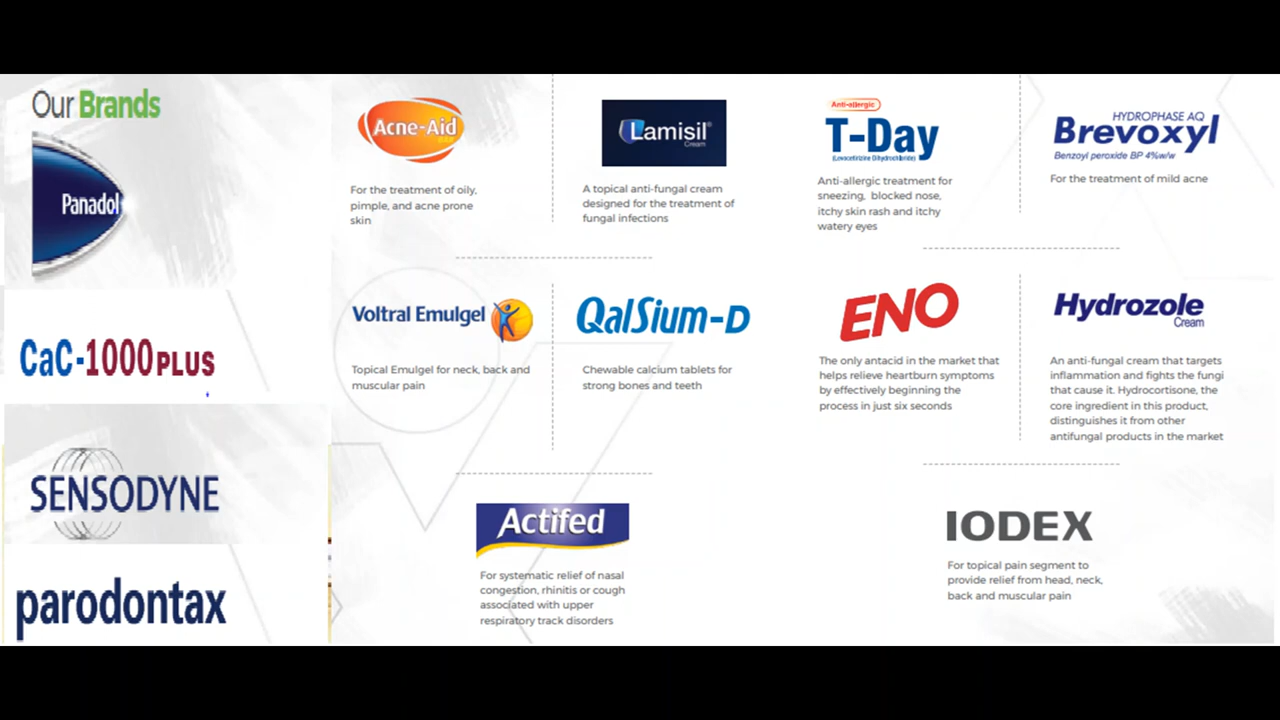 Our Brands
Panadol
CaC-1000PLUS
SENSODYNE
parodontax
Acne-Aid
For the treatment of oily,
pimple, and acne prone
skin
Lamisil®
Cream
A topical anti-fungal cream
designed for the treatment of
fungal infections
Anti-allergic
T-Day
(Levocetirizine Dihydrochloride)
Anti-allergic treatment for
sneezing, blocked nose,
itchy skin rash and itchy
watery eyes
HYDROPHASE AQ
Brevoxyl
Benzoyl peroxide BP 4%w/w
For the treatment of mild acne
Voltral Emulgel
Topical Emulgel for neck, back and
muscular pain
QalSium-D
Chewable calcium tablets for
strong bones and teeth
ENO
The only antacid in the market that
helps relieve heartburn symptoms
by effectively beginning the
process in just six seconds
Hydrozole
Cream
An anti-fungal cream that targets
inflammation and fights the fungi
that cause it. Hydrocortisone, the
core ingredient in this product,
distinguishes it from other
antifungal products in the market
Actifed
For systematic relief of nasal
congestion, rhinitis or cough
associated with upper
respiratory track disorders
IODEX
For topical pain segment to
provide relief from head, neck,
back and muscular pain